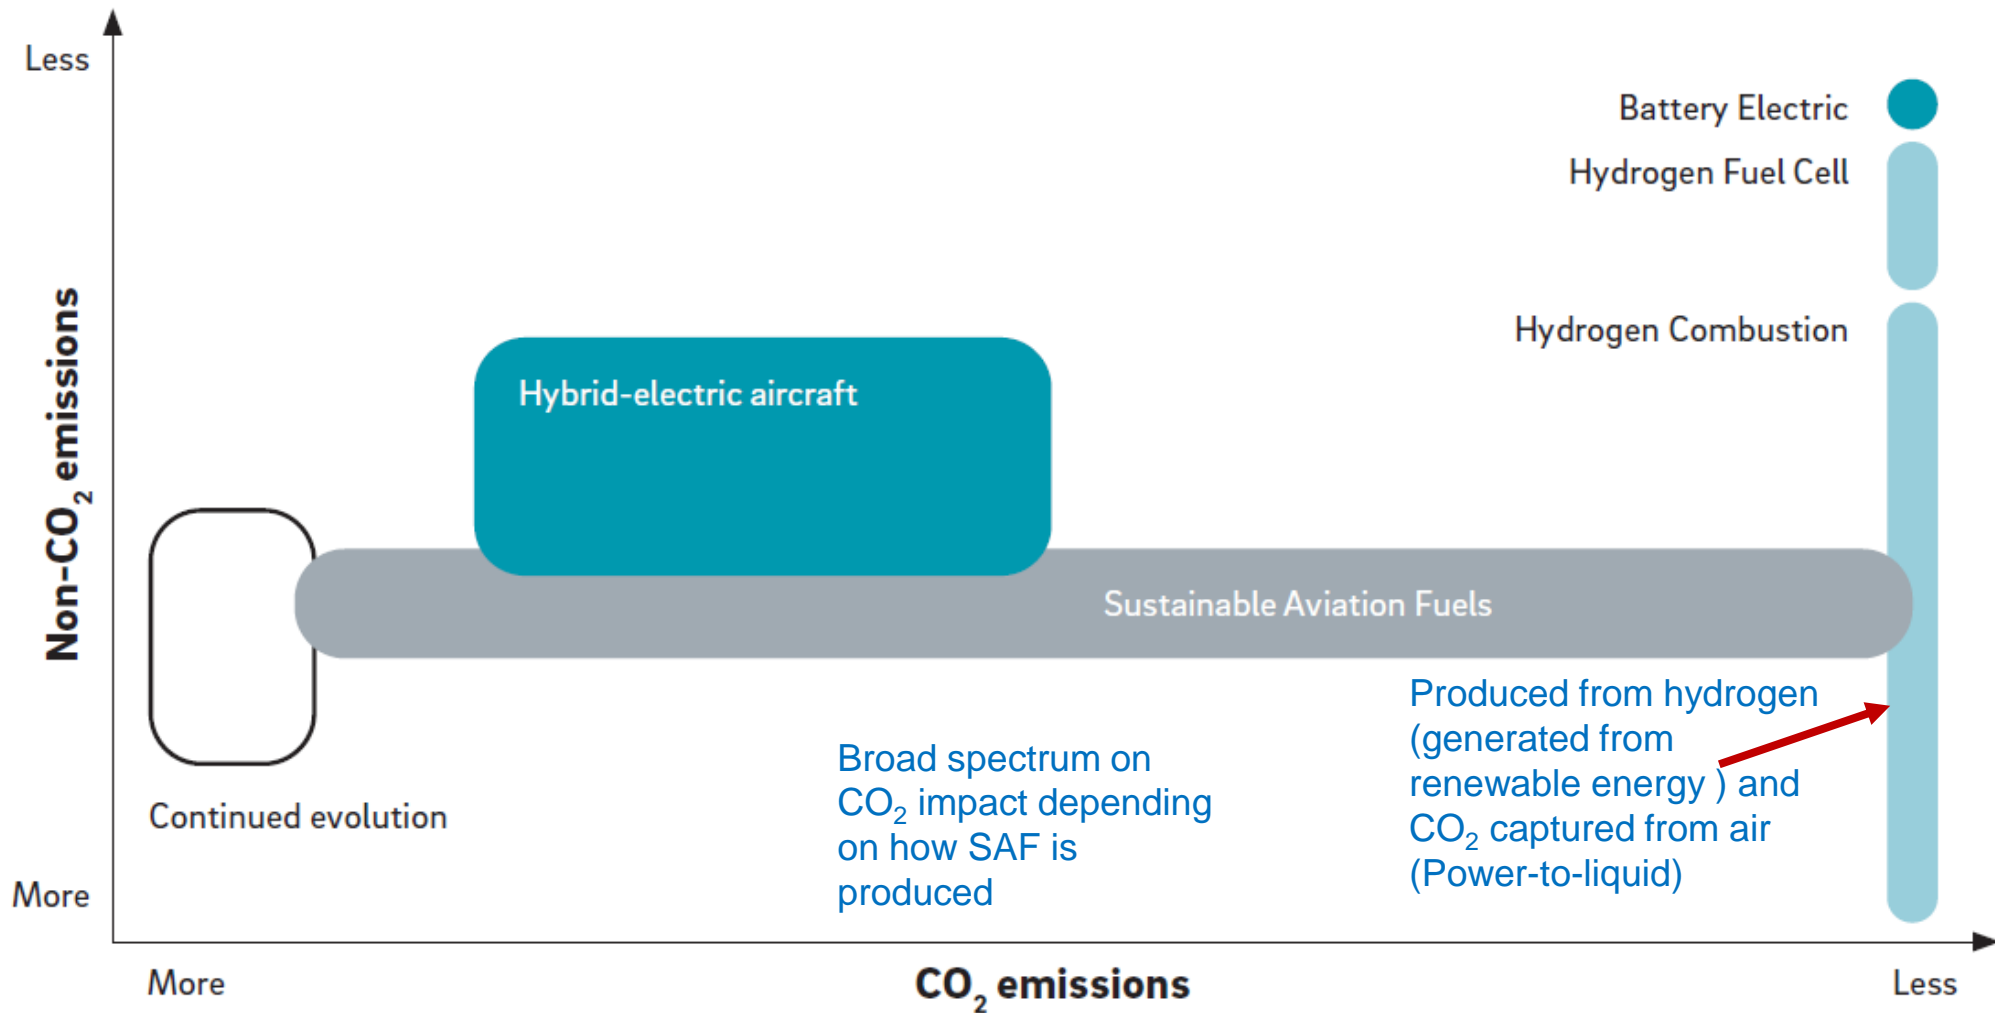 Less
Battery Electric
Hydrogen Fuel Cell
Hydrogen Combustion
Non-CO₂ emissions
Hybrid-electric aircraft
Sustainable Aviation Fuels
Continued evolution
Broad spectrum on
CO₂ impact depending
on how SAF is
produced
Produced from hydrogen
(generated from
renewable energy ) and
CO₂ captured from air
(Power-to-liquid)
More
More
CO₂ emissions
Less